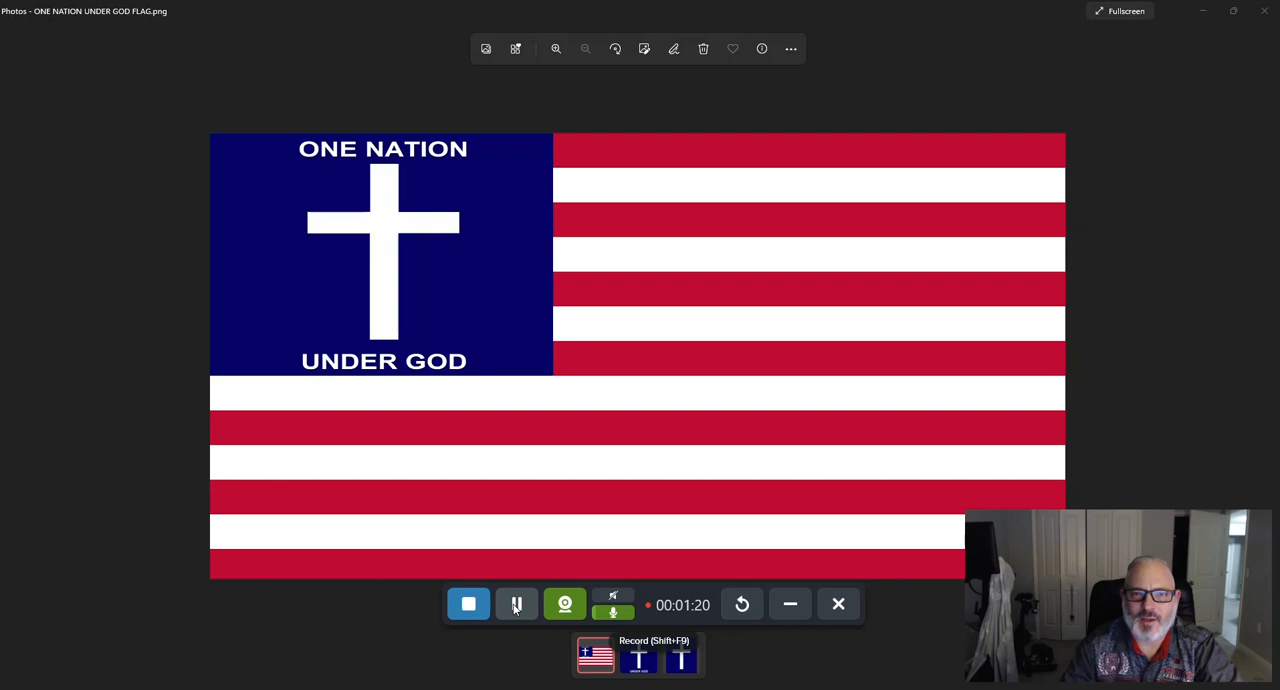 Photos - ONE NATION UNDER GOD FLAG.png
Fullscreen
ONE NATION
UNDER GOD
00:01:20
Record (Shift+F9)